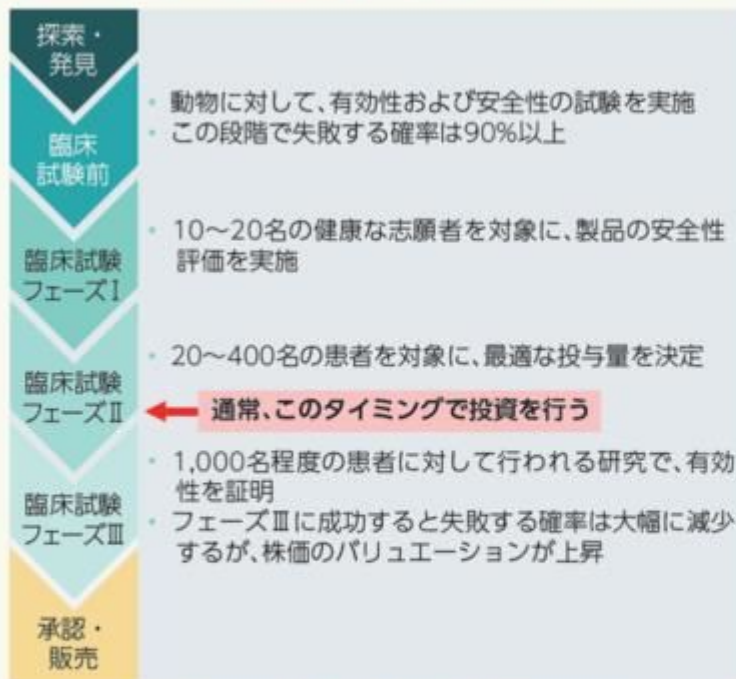 探索・
発見
臨床
試験前
・ 動物に対して、有効性および安全性の試験を実施
・ この段階で失敗する確率は90%以上
臨床試験
フェーズⅠ
・ 10〜20名の健康な志願者を対象に、製品の安全性
評価を実施
臨床試験
フェーズⅡ
・ 20〜400名の患者を対象に、最適な投与量を決定
通常、このタイミングで投資を行う
臨床試験
フェーズⅢ
・ 1,000名程度の患者に対して行われる研究で、有効
性を証明
・ フェーズⅢに成功すると失敗する確率は大幅に減少
するが、株価のバリュエーションが上昇
承認・
販売